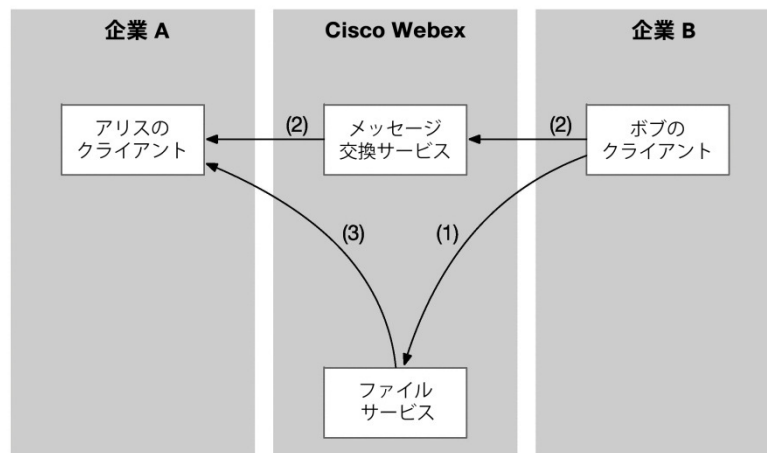 企業 A
Cisco Webex
企業 B
アリスの
クライアント
(2)
メッセージ
交換サービス
(2)
ボブの
クライアント
(3)
(1)
ファイル
サービス